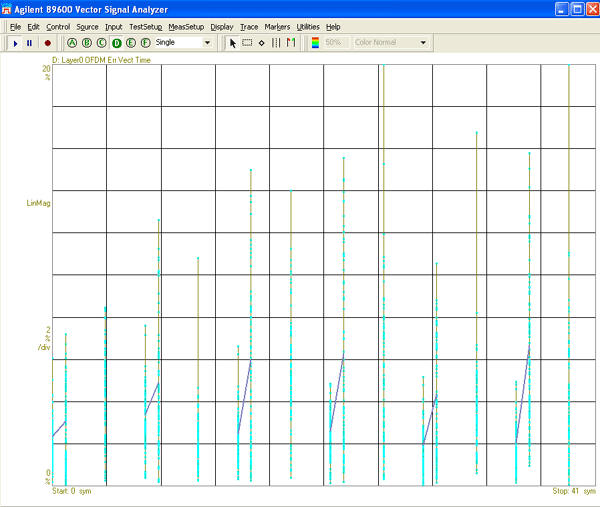 Agilent 89600 Vector Signal Analyzer
File Edit Control Source Input TestSetup MeasSetup Display Trace Markers Utilities Help
A B C D E F Single 50% Color Normal
D: Layer0 OFDM Err Vect Time
20
%
LinMag
2
%
/div
0
%
Start: 0 sym Stop: 41 sym